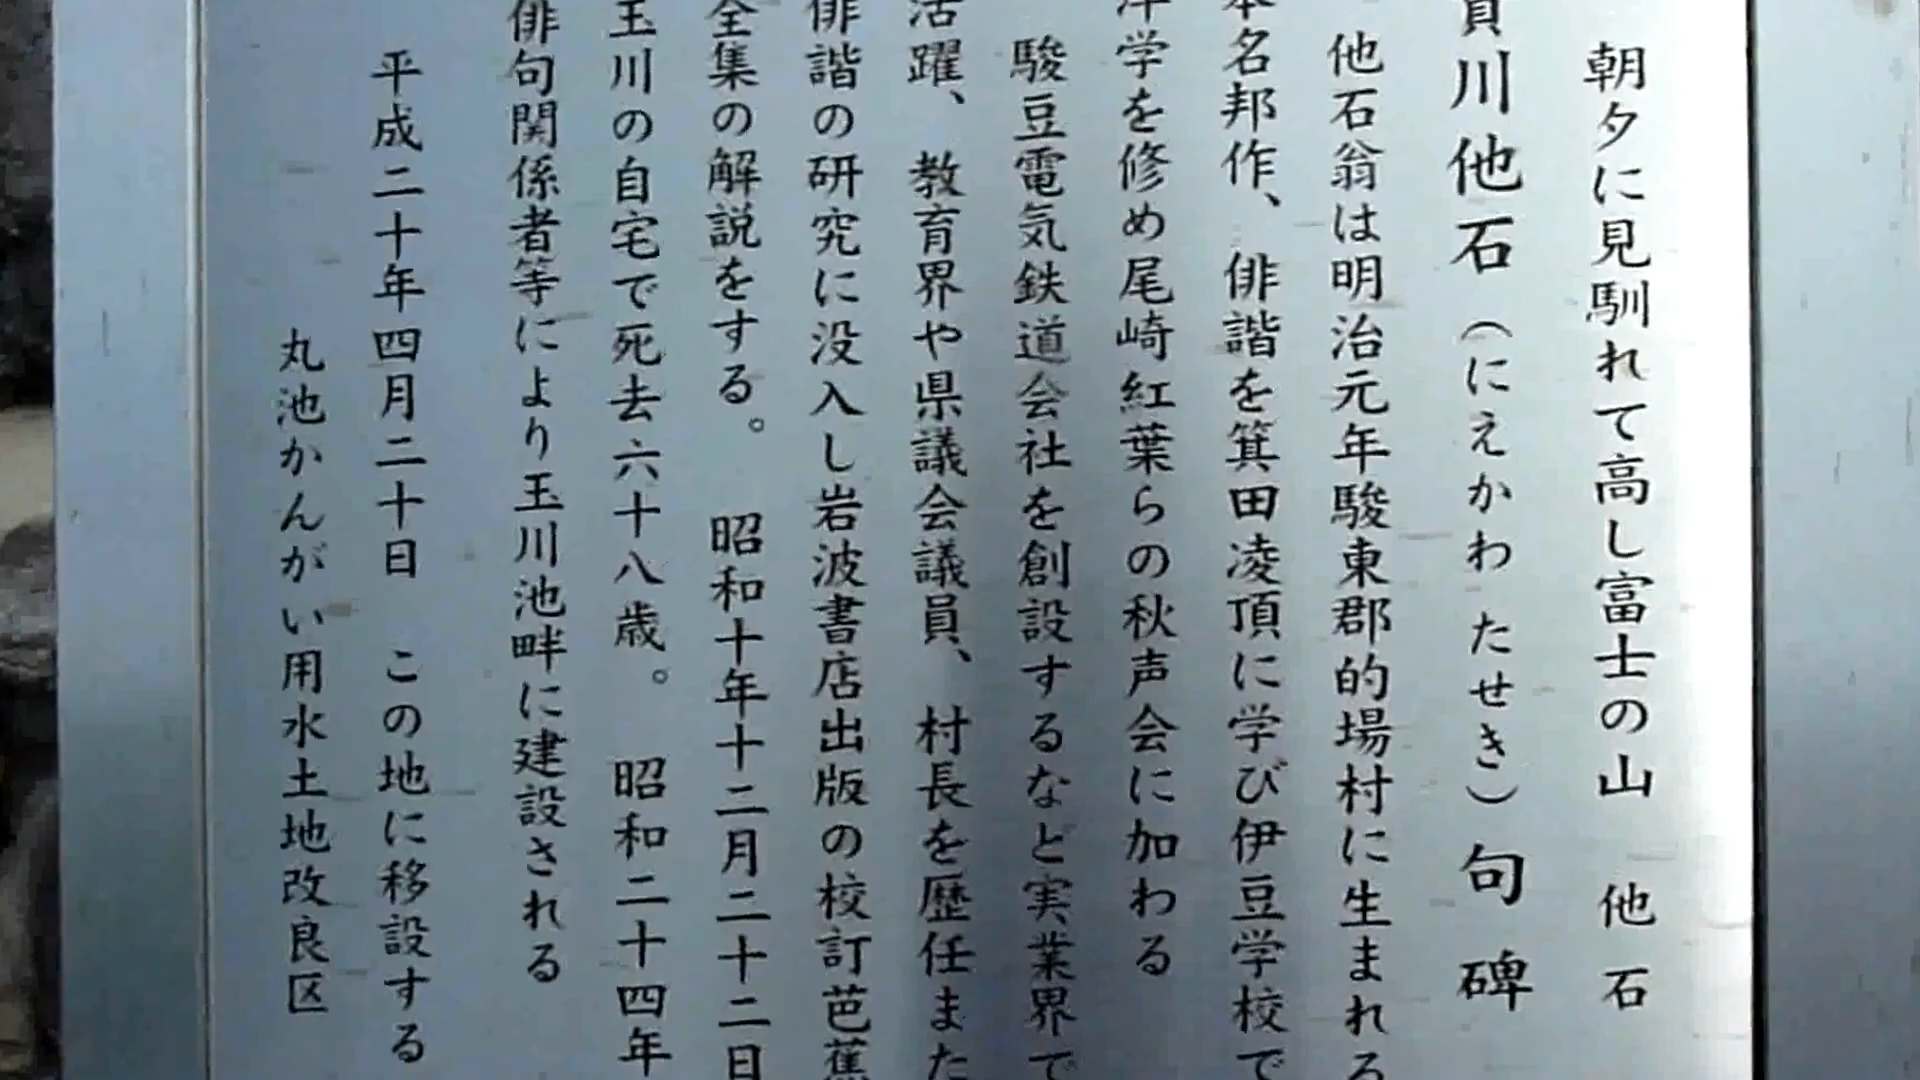 朝夕に見馴れて高し富士の山　他石
川他石（にえかわ たせき）句碑
他石翁は明治元年駿東郡的場村に生まれる
本名邦作、俳諧を箕田凌頂に学び伊豆学校で
洋学を修め尾崎紅葉らの秋声会に加わる
駿豆電気鉄道会社を創設するなど実業界で
活躍、教育界や県議会議員、村長を歴任また
俳諧の研究に没入し岩波書店出版の校訂芭蕉
全集の解説をする。昭和十年十二月二十二日
玉川の自宅で死去六十八歳。昭和二十四年
俳句関係者等により玉川池畔に建設される
平成二十年四月二十日　この地に移設する
丸池かんがい用水土地改良区